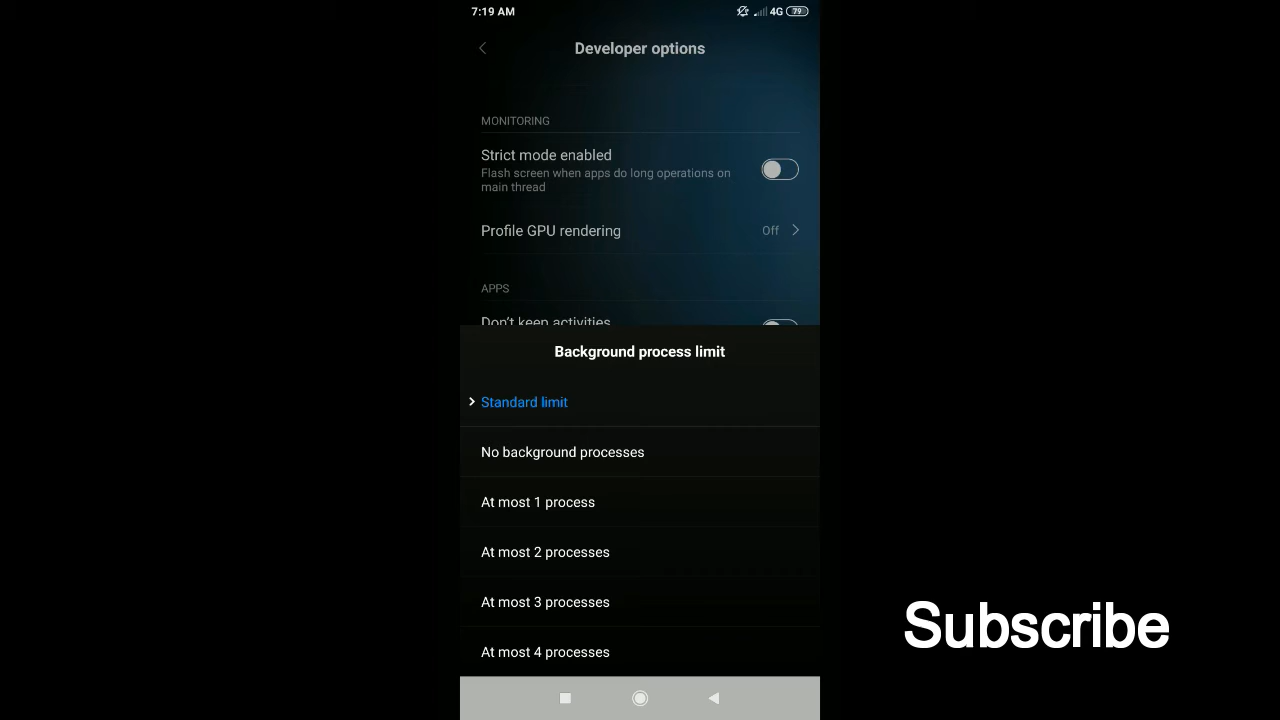 7:19 AM
4G 79
Developer options
MONITORING
Strict mode enabled
Flash screen when apps do long operations on
main thread
Profile GPU rendering
Off
APPS
Don't keep activities
Background process limit
Standard limit
No background processes
At most 1 process
At most 2 processes
At most 3 processes
At most 4 processes
Subscribe